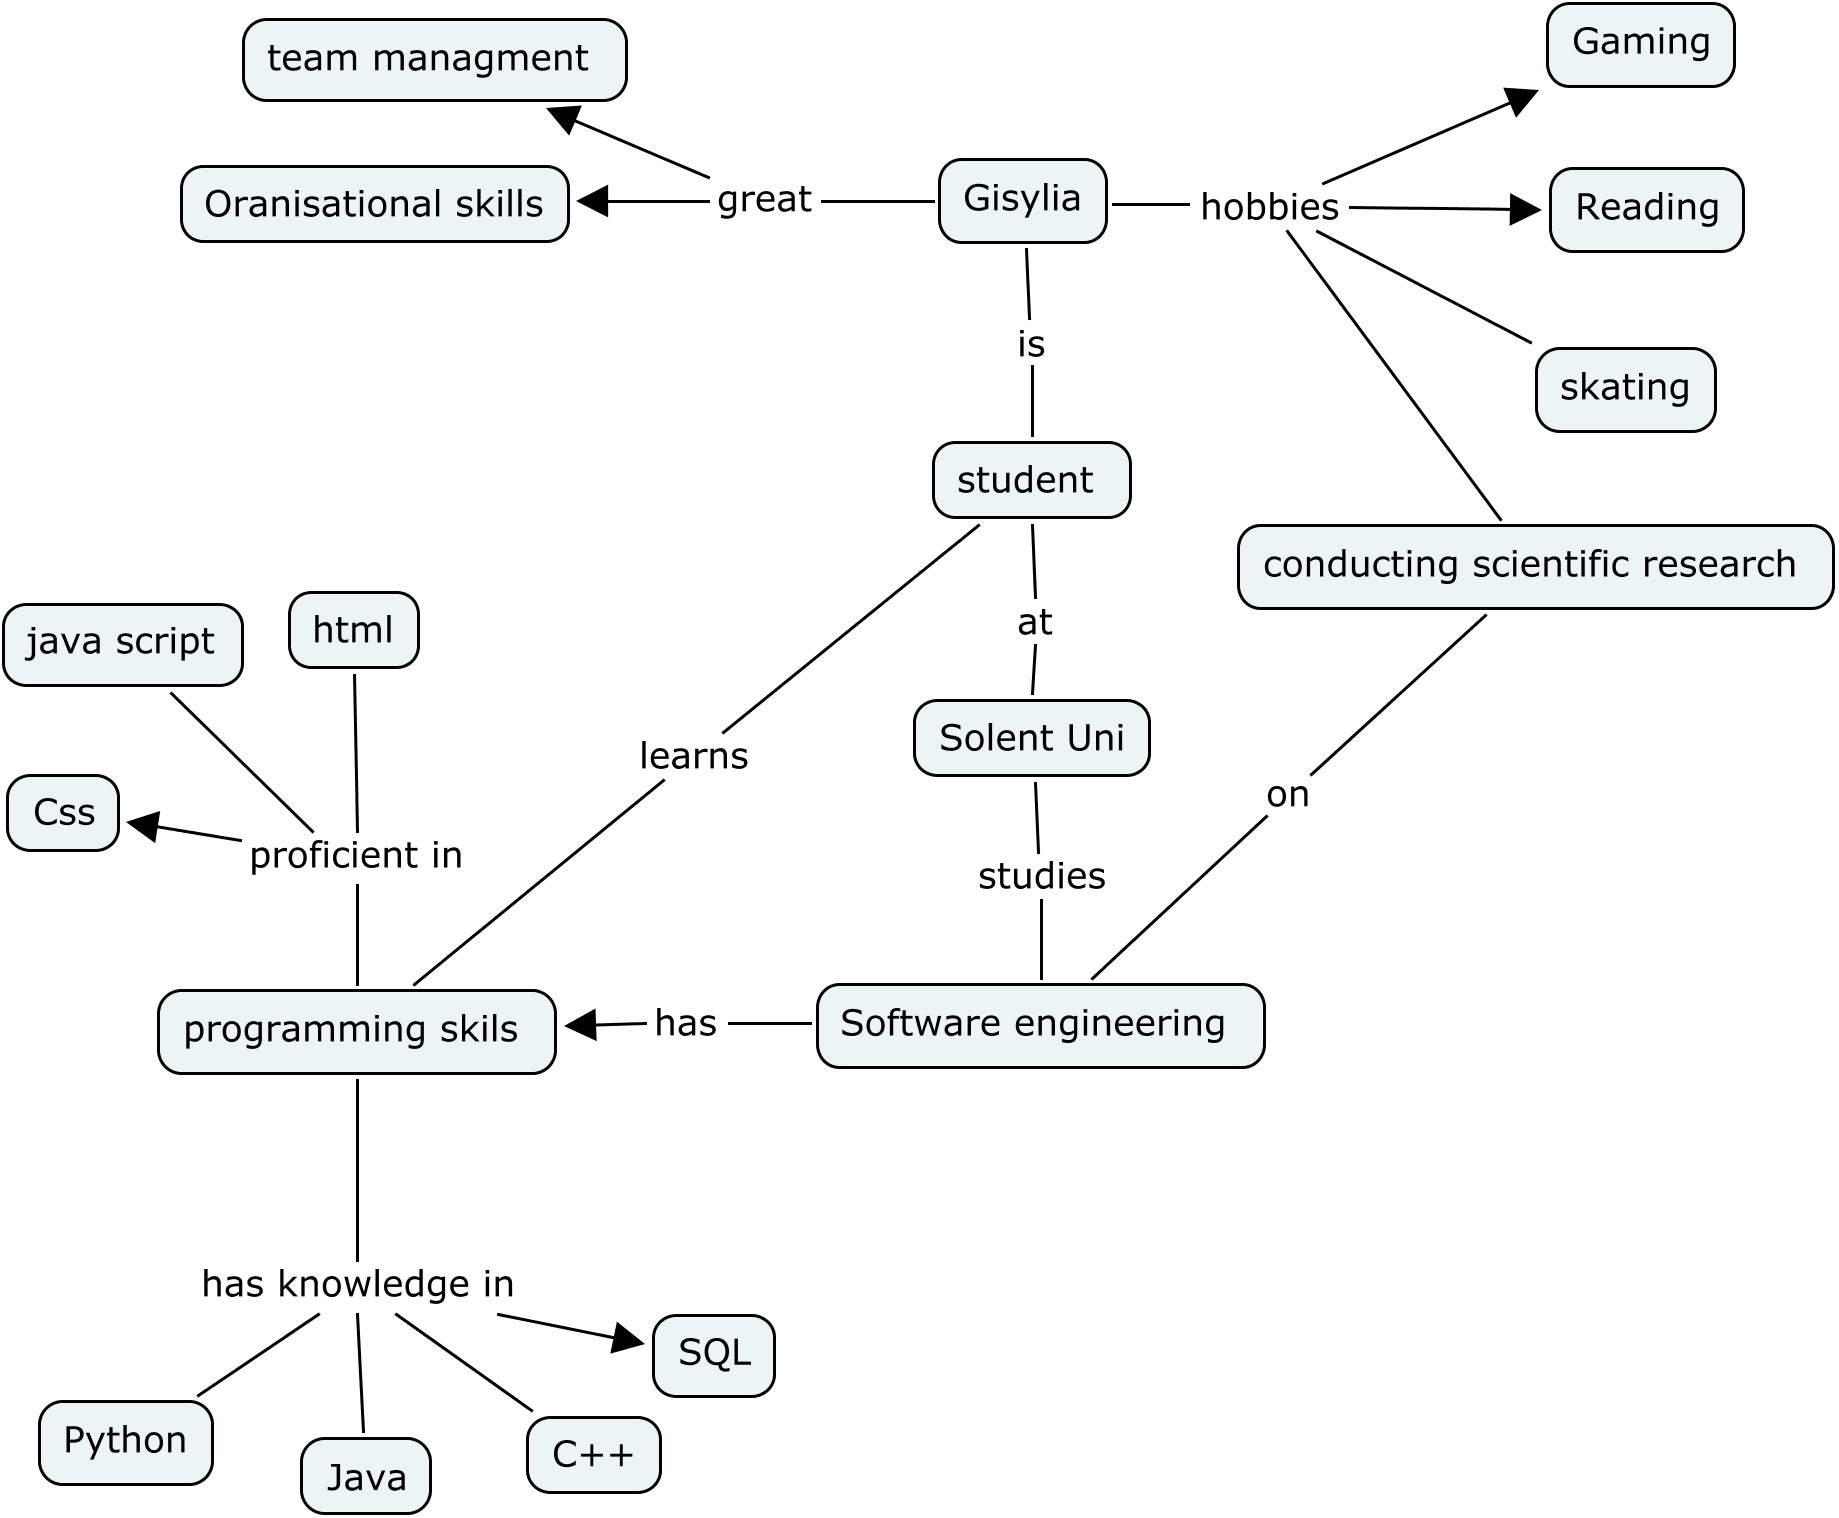 team managment
Gaming
Oranisational skills
great
Gisylia
hobbies
Reading
is
skating
student
conducting scientific research
at
java script
html
learns
Solent Uni
on
Css
proficient in
studies
programming skils
has
Software engineering
has knowledge in
SQL
Python
Java
C++